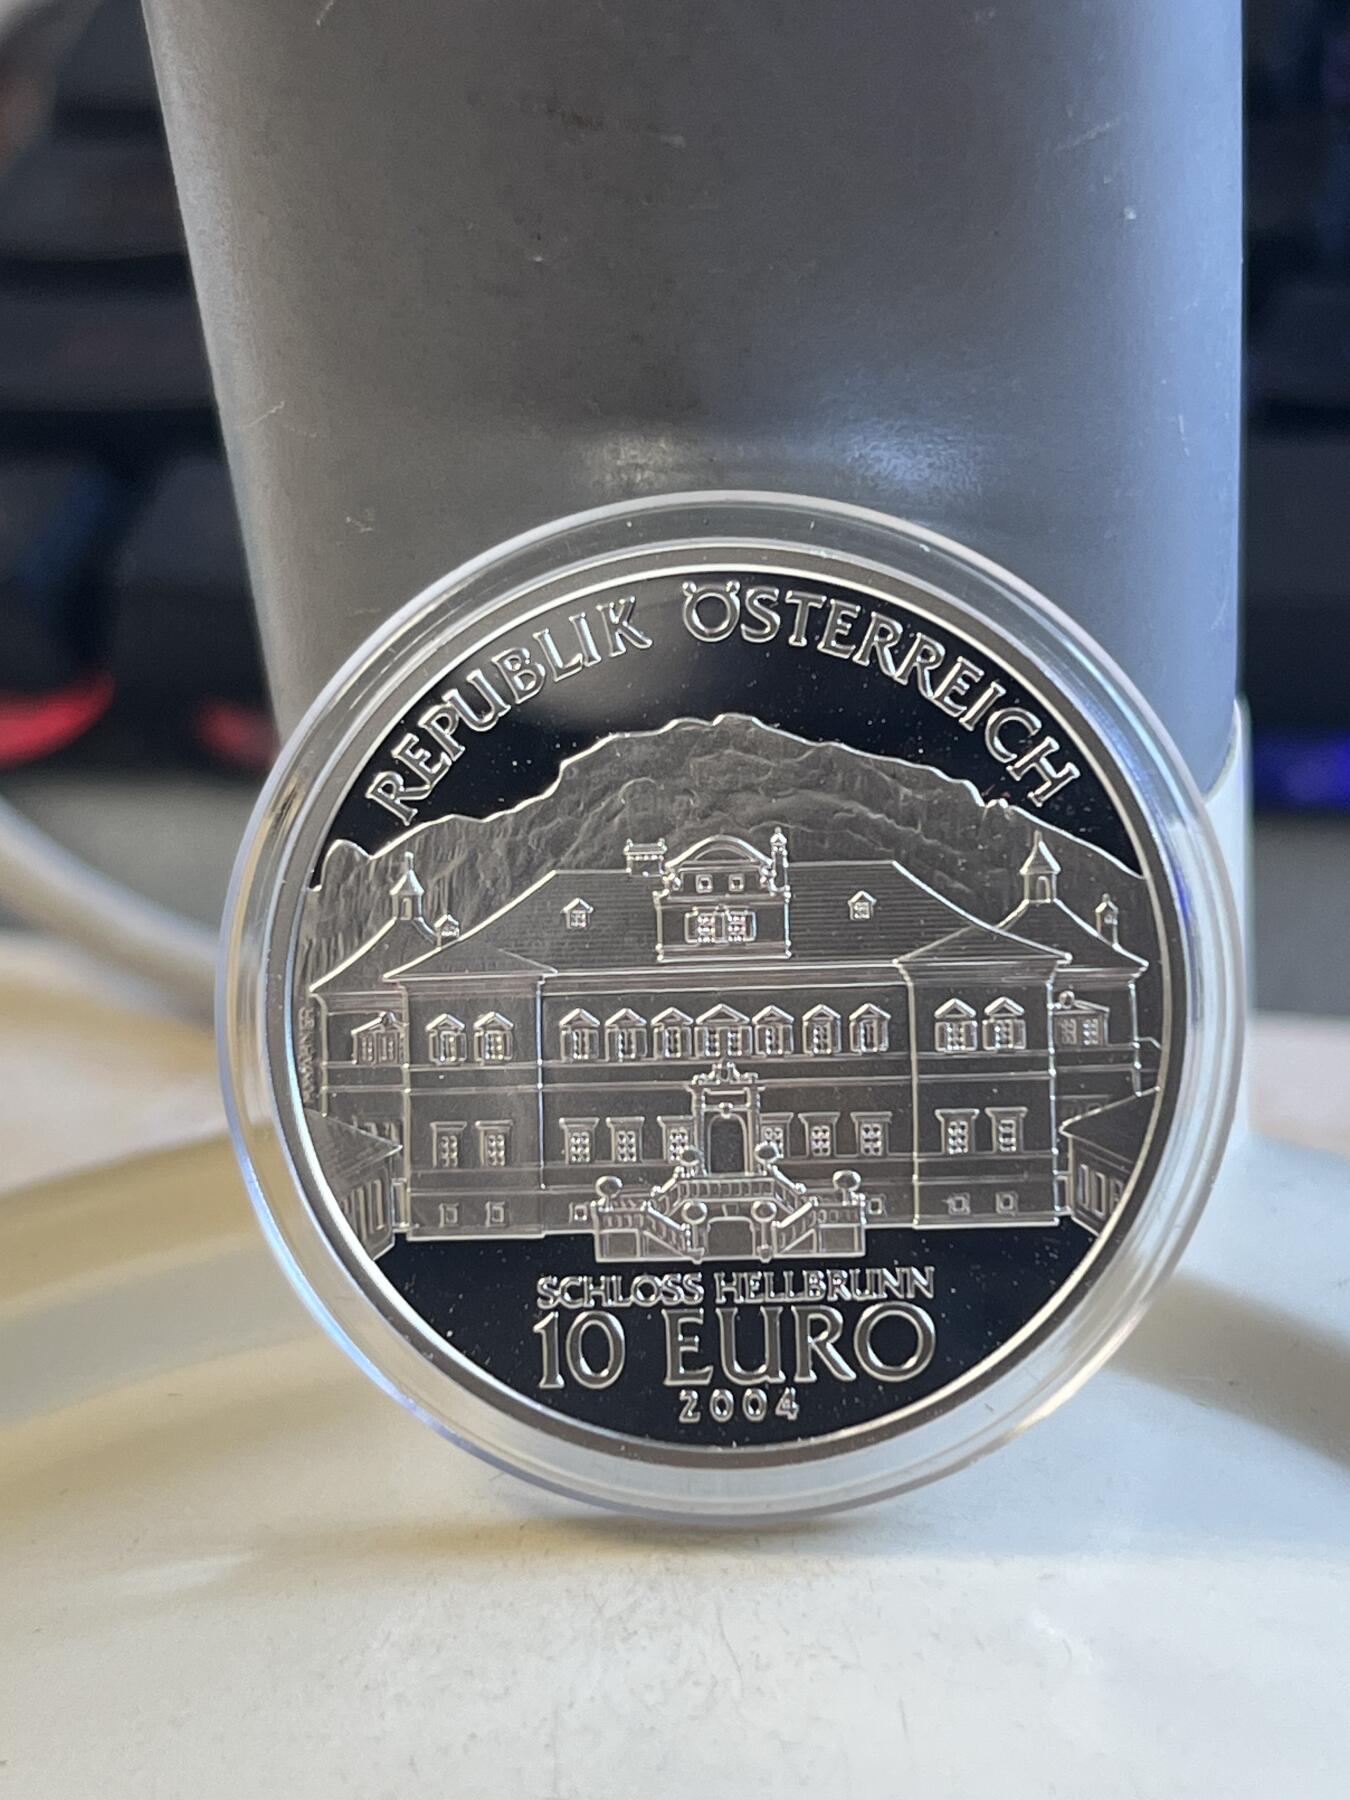 REPUBLIK ÖSTERREICH
SCHLOSS HELLBRUNN
10 EURO
2004